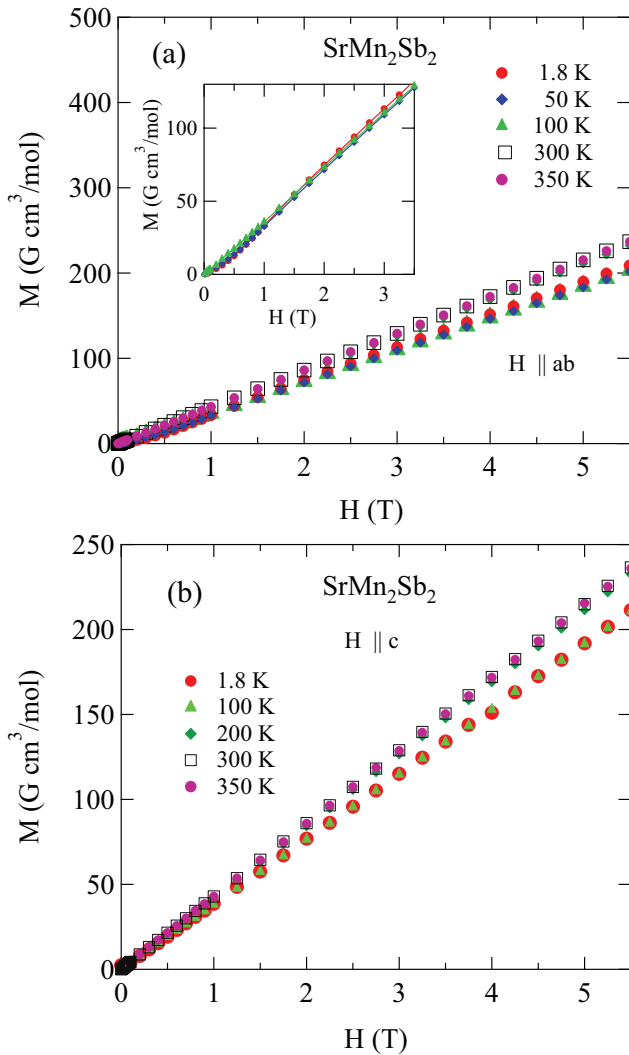 (a)
SrMn₂Sb₂
500
400
300
200
100
0
M (G cm³/mol)
1.8 K
50 K
100 K
300 K
350 K
100
50
0
M (G cm³/mol)
0 1 2 3
H (T)
H || ab
0 1 2 3 4 5
H (T)
(b)
SrMn₂Sb₂
H || c
250
200
150
100
50
0
M (G cm³/mol)
1.8 K
100 K
200 K
300 K
350 K
0 1 2 3 4 5
H (T)